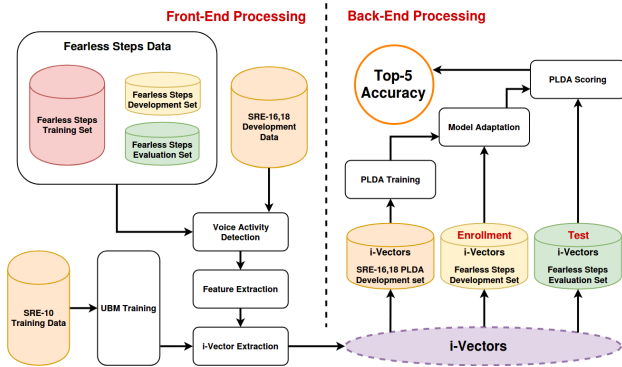 Front-End Processing
Back-End Processing
Fearless Steps Data
Fearless Steps
Training Set
Fearless Steps
Development Set
Fearless Steps
Evaluation Set
SRE-16,18
Development
Data
Voice Activity
Detection
Feature Extraction
SRE-10
Training Data
UBM Training
i-Vector Extraction
Top-5
Accuracy
PLDA Scoring
Model Adaptation
PLDA Training
i-Vectors
SRE-16,18 PLDA
Development set
Enrollment
i-Vectors
Fearless Steps
Development Set
Test
i-Vectors
Fearless Steps
Evaluation Set
i-Vectors